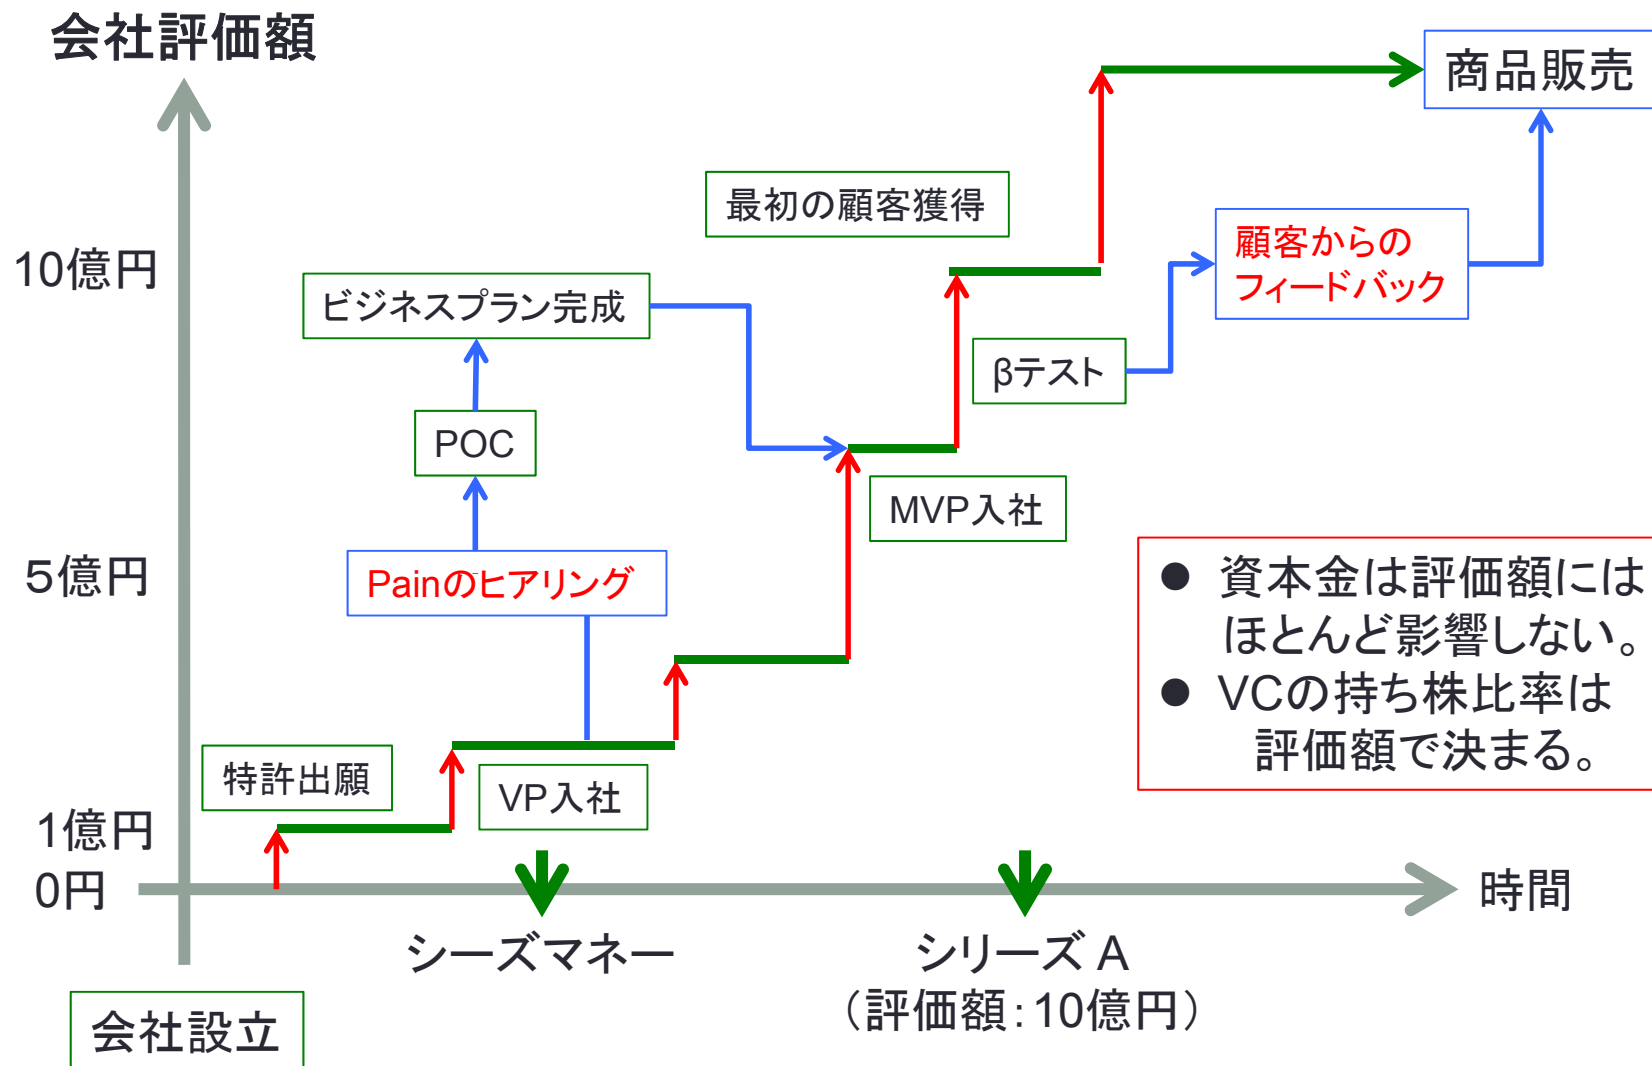 会社評価額
商品販売
最初の顧客獲得
10億円
顧客からの
フィードバック
ビジネスプラン完成
βテスト
POC
MVP入社
5億円
Painのヒアリング
● 資本金は評価額には
ほとんど影響しない。
● VCの持ち株比率は
評価額で決まる。
特許出願
VP入社
1億円
0円
時間
シーズマネー
シリーズ A
（評価額：10億円）
会社設立